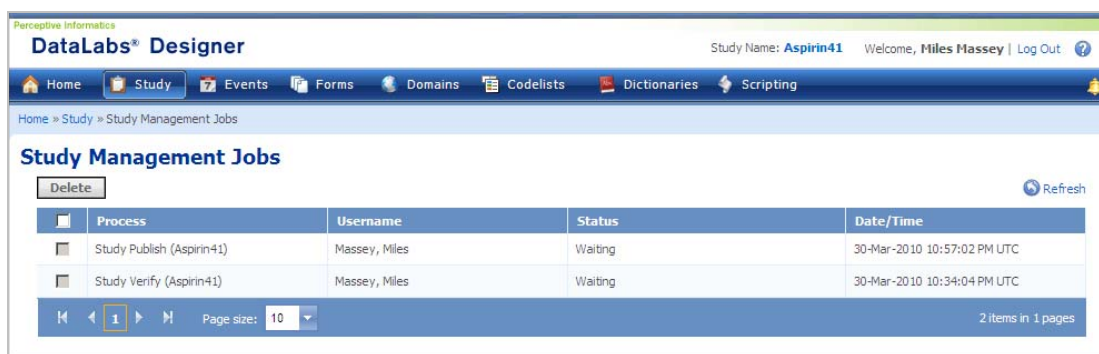 Perceptive Informatics
DataLabs® Designer
Study Name: Aspirin41 Welcome, Miles Massey | Log Out ?
Home Study 7 Events Forms Domains Codelists Dictionaries Scripting
Home » Study » Study Management Jobs
Study Management Jobs
Delete Refresh
Process Username Status Date/Time
Study Publish (Aspirin41) Massey, Miles Waiting 30-Mar-2010 10:57:02 PM UTC
Study Verify (Aspirin41) Massey, Miles Waiting 30-Mar-2010 10:34:04 PM UTC
1 Page size: 10 2 items in 1 pages